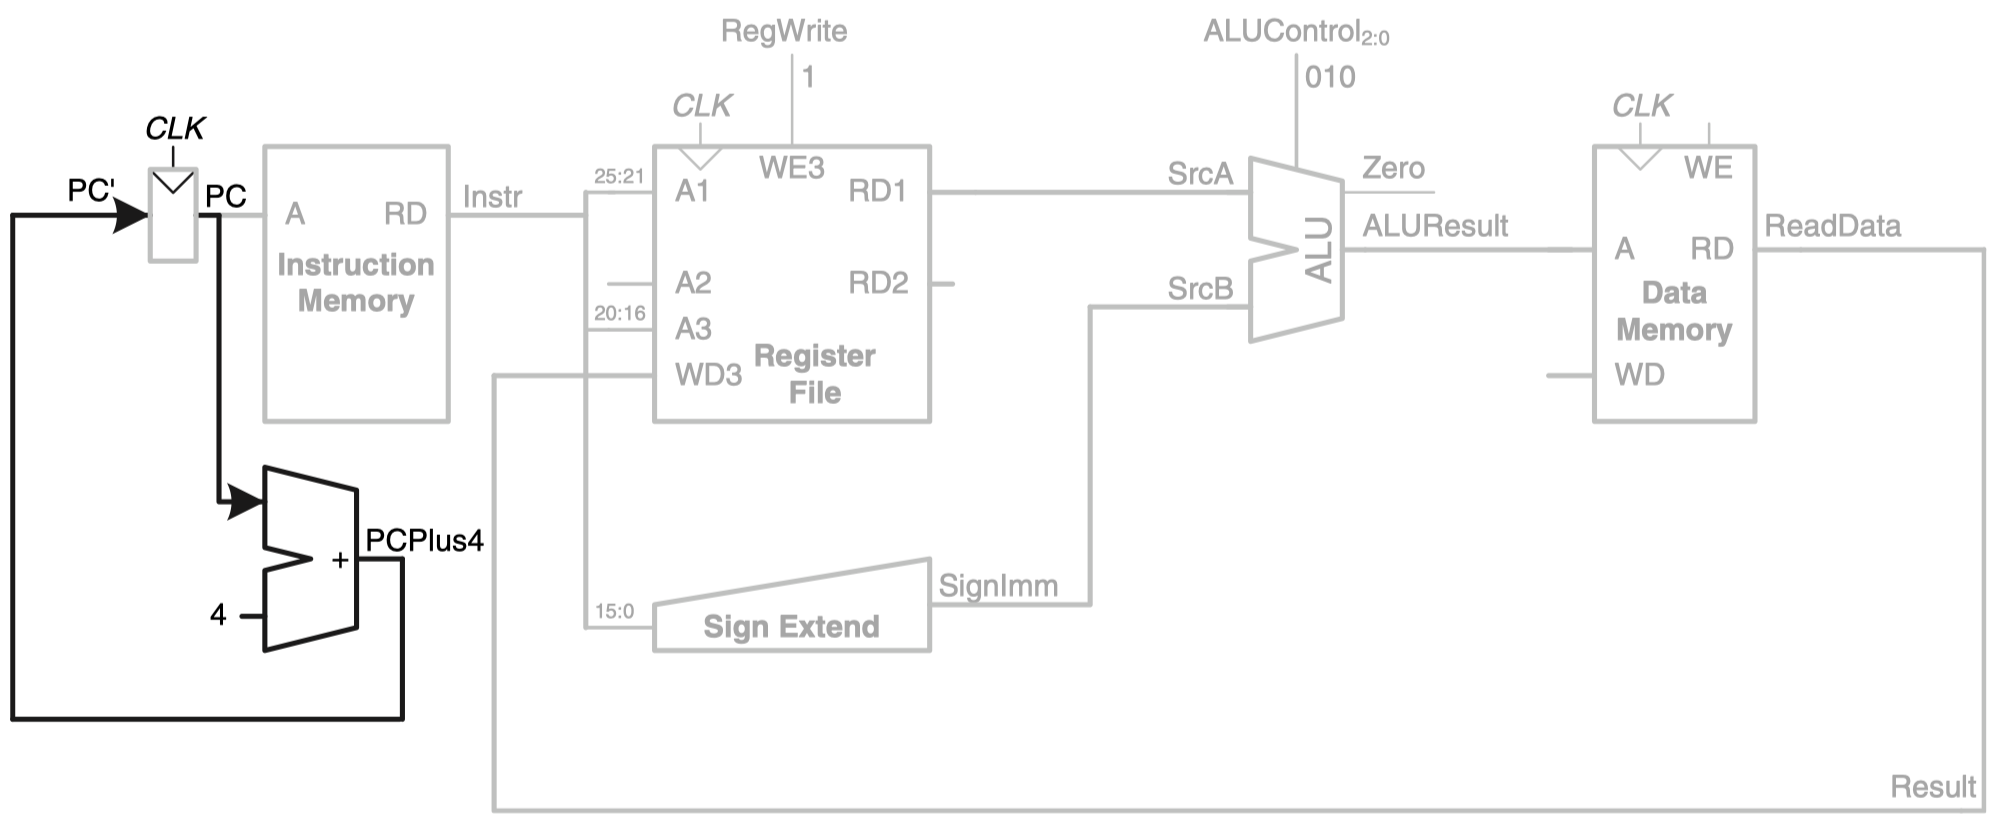 RegWrite
ALUControl2:0
1
010
CLK
CLK
CLK
PC'
PC
A
RD
Instruction
Memory
Instr
25:21
20:16
15:0
A1
WE3
RD1
A2
RD2
A3
WD3
Register
File
SrcA
SrcB
ALU
Zero
ALUResult
WE
A
RD
Data
Memory
WD
ReadData
PCPlus4
+
4
Sign Extend
SignImm
Result